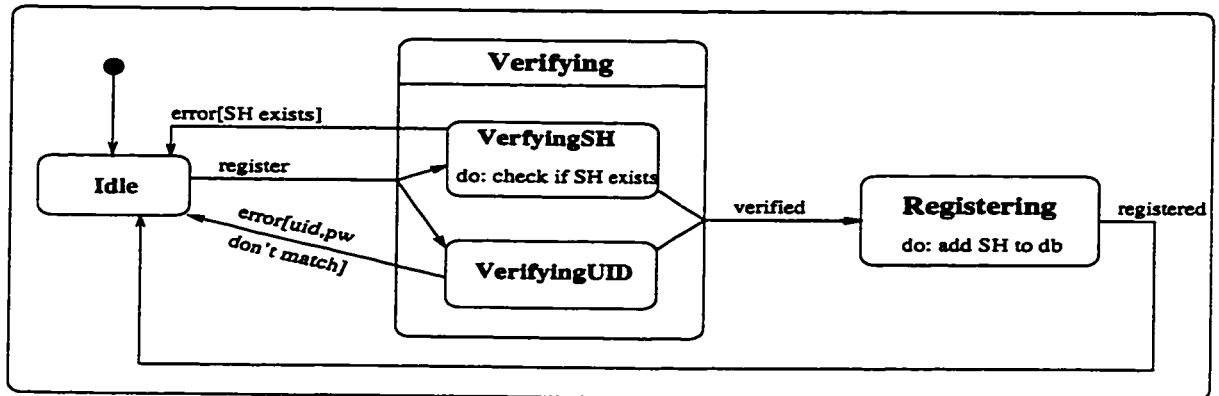 Verifying
error[SH exists]
VerfyingSH
do: check if SH exists
register
Idle
error[uid.pw
don't match]
VerifyingUID
verified
Registering
do: add SH to db
registered